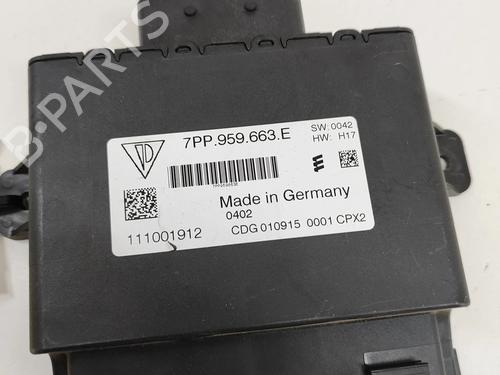 7PP.959.663.E
SW:0042
HW: H17
Made in Germany
0402
111001912
CDG 010915 0001 CPX2
B-PARTS